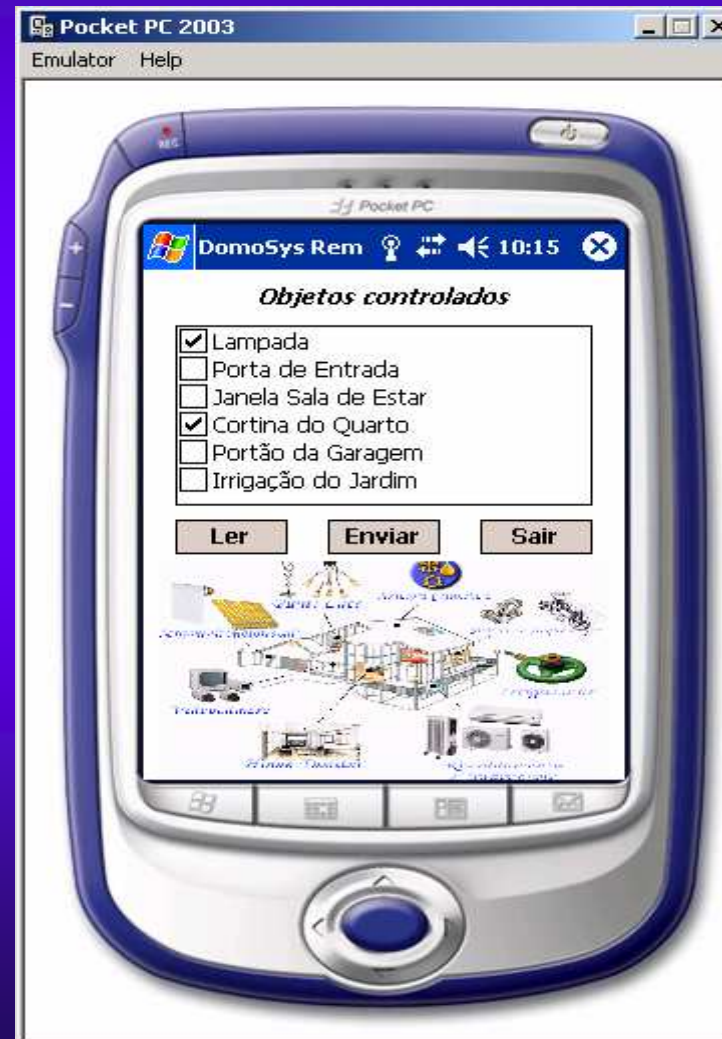 Pocket PC 2003
Emulator Help
REC
Pocket PC
DomoSys Rem 10:15
Objetos controlados
Lampada
Porta de Entrada
Janela Sala de Estar
Cortina do Quarto
Portão da Garagem
Irrigação do Jardim
Ler Enviar Sair